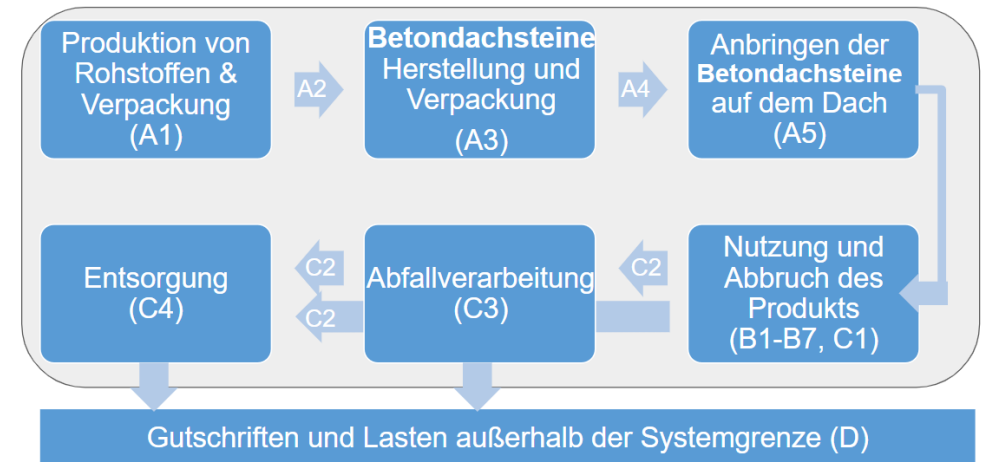 Produktion von
Rohstoffen &
Verpackung
(A1)
A2
Betondachsteine
Herstellung und
Verpackung
(A3)
A4
Anbringen der
Betondachsteine
auf dem Dach
(A5)
Nutzung und
Abbruch des
Produkts
(B1-B7, C1)
C2
Abfallverarbeitung
(C3)
C2
C2
Entsorgung
(C4)
Gutschriften und Lasten außerhalb der Systemgrenze (D)